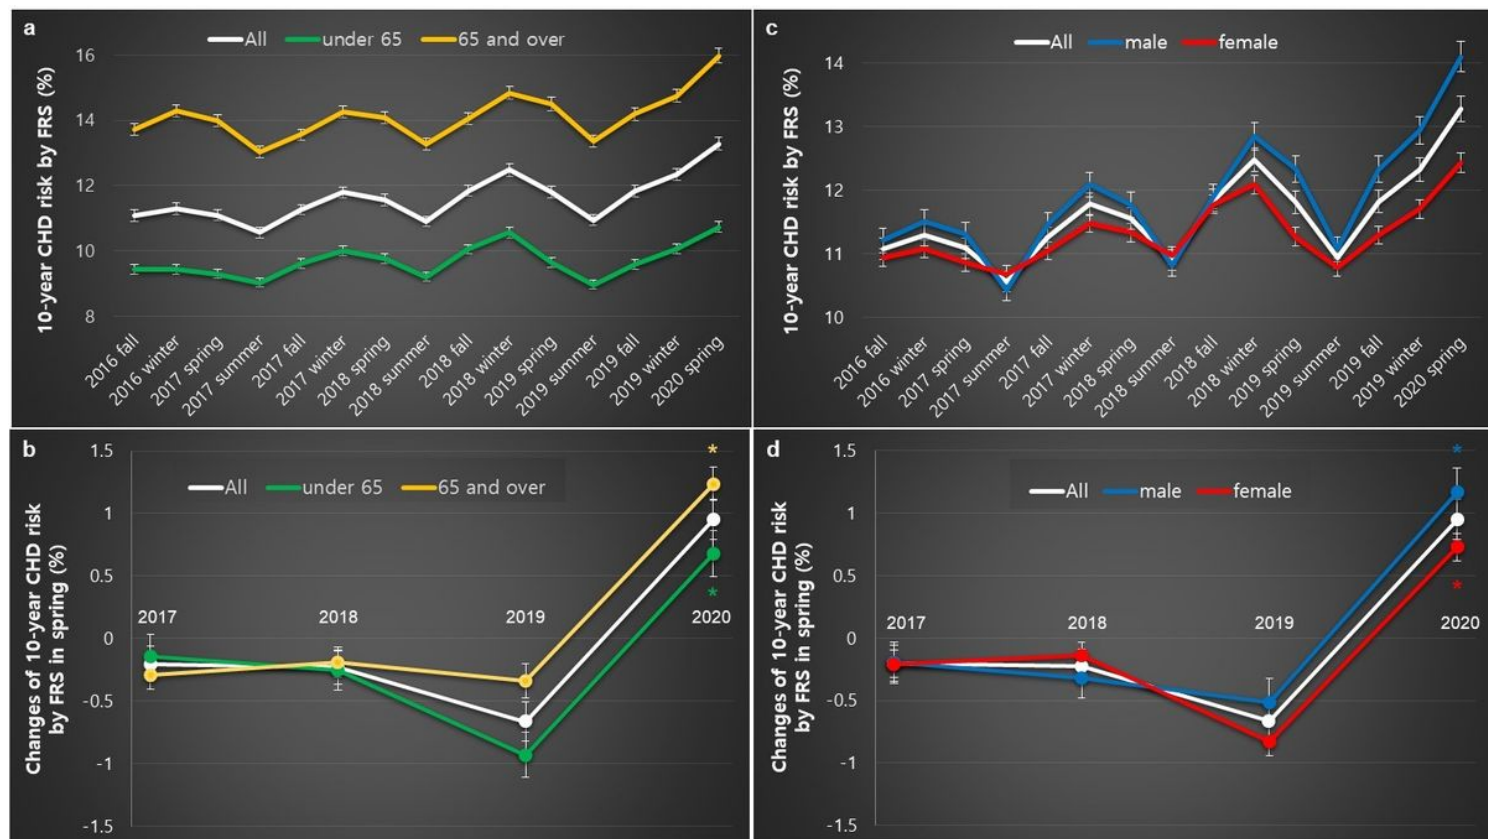 a
All under 65 65 and over
10-year CHD risk by FRS (%)
16
14
12
10
8
2016 fall
2016 winter
2017 spring
2017 summer
2017 fall
2017 winter
2018 spring
2018 summer
2018 fall
2018 winter
2019 spring
2019 summer
2019 fall
2019 winter
2020 spring
c
All male female
10-year CHD risk by FRS (%)
14
13
12
11
10
2016 fall
2016 winter
2017 spring
2017 summer
2017 fall
2017 winter
2018 spring
2018 summer
2018 fall
2018 winter
2019 spring
2019 summer
2019 fall
2019 winter
2020 spring
b
All under 65 65 and over
Changes of 10-year CHD risk
by FRS in spring (%)
1.5
1
0.5
0
-0.5
-1
-1.5
2017 2018 2019 2020
*
*
d
All male female
Changes of 10-year CHD risk
by FRS in spring (%)
1.5
1
0.5
0
-0.5
-1
-1.5
2017 2018 2019 2020
*
*